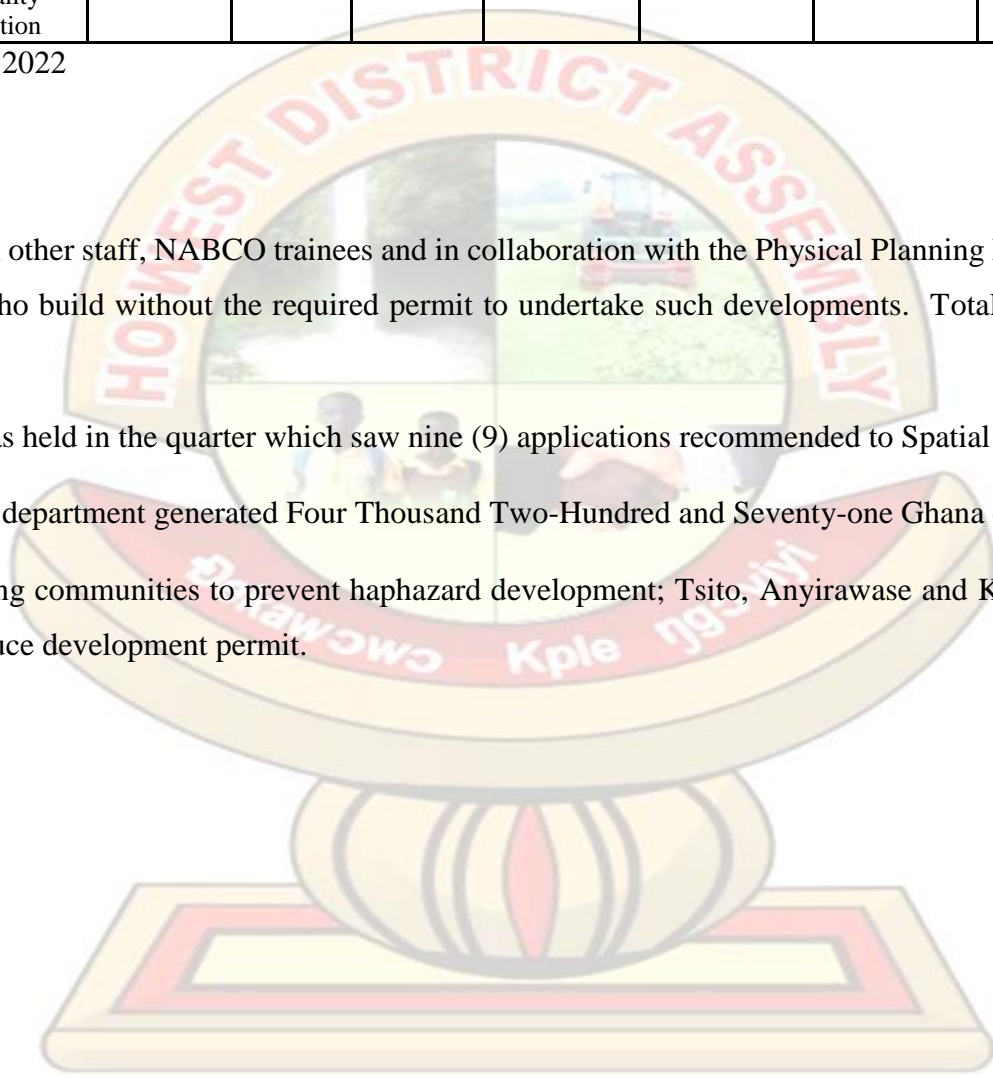 tion
2022
HO WEST DISTRICT ASSEMBLY
other staff, NABCO trainees and in collaboration with the Physical Planning
ho build without the required permit to undertake such developments. Total
as held in the quarter which saw nine (9) applications recommended to Spatial
department generated Four Thousand Two-Hundred and Seventy-one Ghana
ng communities to prevent haphazard development; Tsito, Anyirawase and K
uce development permit.
Kple ŋgɔyiyi